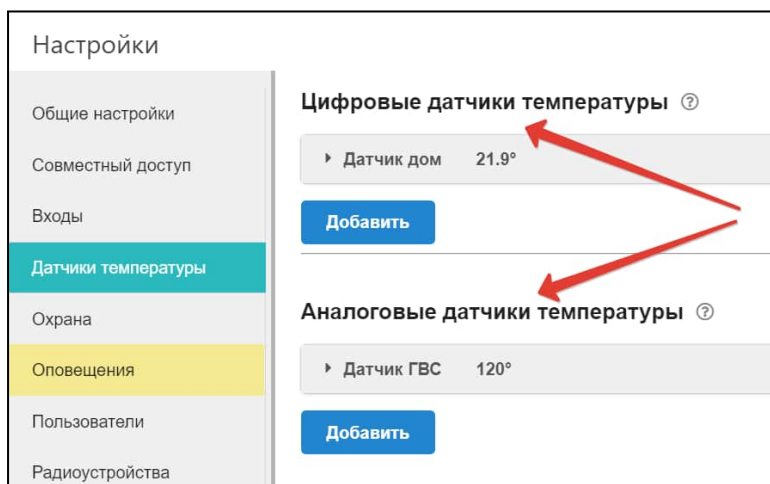 Настройки
Общие настройки
Совместный доступ
Входы
Датчики температуры
Охрана
Оповещения
Пользователи
Радиоустройства
Цифровые датчики температуры ?
Датчик дом 21.9°
Добавить
Аналоговые датчики температуры ?
Датчик ГВС 120°
Добавить